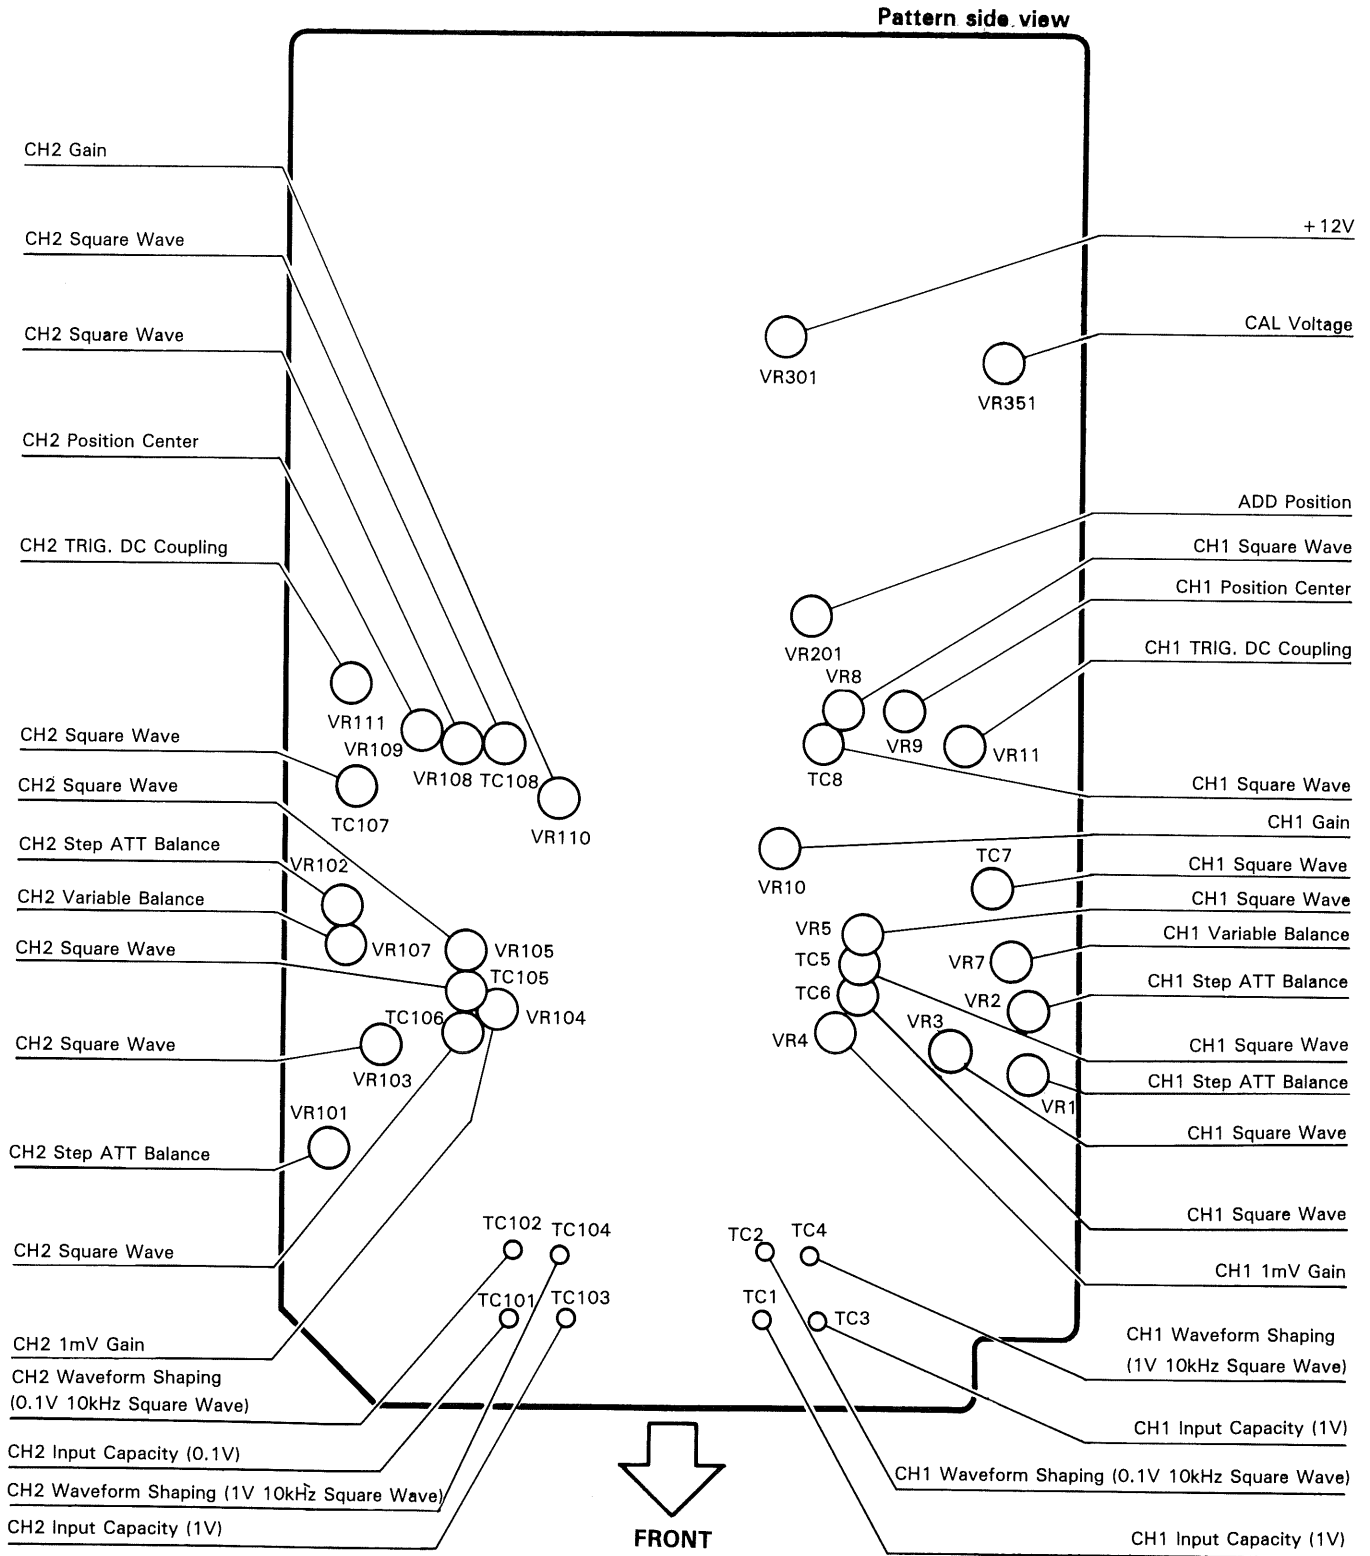 Pattern side view
CH2 Gain
CH2 Square Wave
CH2 Square Wave
CH2 Position Center
CH2 TRIG. DC Coupling
CH2 Square Wave
CH2 Square Wave
CH2 Step ATT Balance
CH2 Variable Balance
CH2 Square Wave
CH2 Square Wave
CH2 Step ATT Balance
CH2 Square Wave
CH2 1mV Gain
CH2 Waveform Shaping
(0.1V 10kHz Square Wave)
CH2 Input Capacity (0.1V)
CH2 Waveform Shaping (1V 10kHz Square Wave)
CH2 Input Capacity (1V)
VR301
VR351
VR201
VR8
VR111
VR109
VR108
TC108
VR110
TC107
VR9
VR11
TC8
VR10
TC7
VR102
VR107
VR105
TC105
TC106
VR104
VR103
VR101
VR5
TC5
TC6
VR4
VR7
VR2
VR3
VR1
TC102
TC104
TC101
TC103
TC2
TC4
TC1
TC3
+12V
CAL Voltage
ADD Position
CH1 Square Wave
CH1 Position Center
CH1 TRIG. DC Coupling
CH1 Square Wave
CH1 Gain
CH1 Square Wave
CH1 Square Wave
CH1 Variable Balance
CH1 Step ATT Balance
CH1 Square Wave
CH1 Step ATT Balance
CH1 Square Wave
CH1 Square Wave
CH1 1mV Gain
CH1 Waveform Shaping
(1V 10kHz Square Wave)
CH1 Input Capacity (1V)
CH1 Waveform Shaping (0.1V 10kHz Square Wave)
CH1 Input Capacity (1V)
FRONT